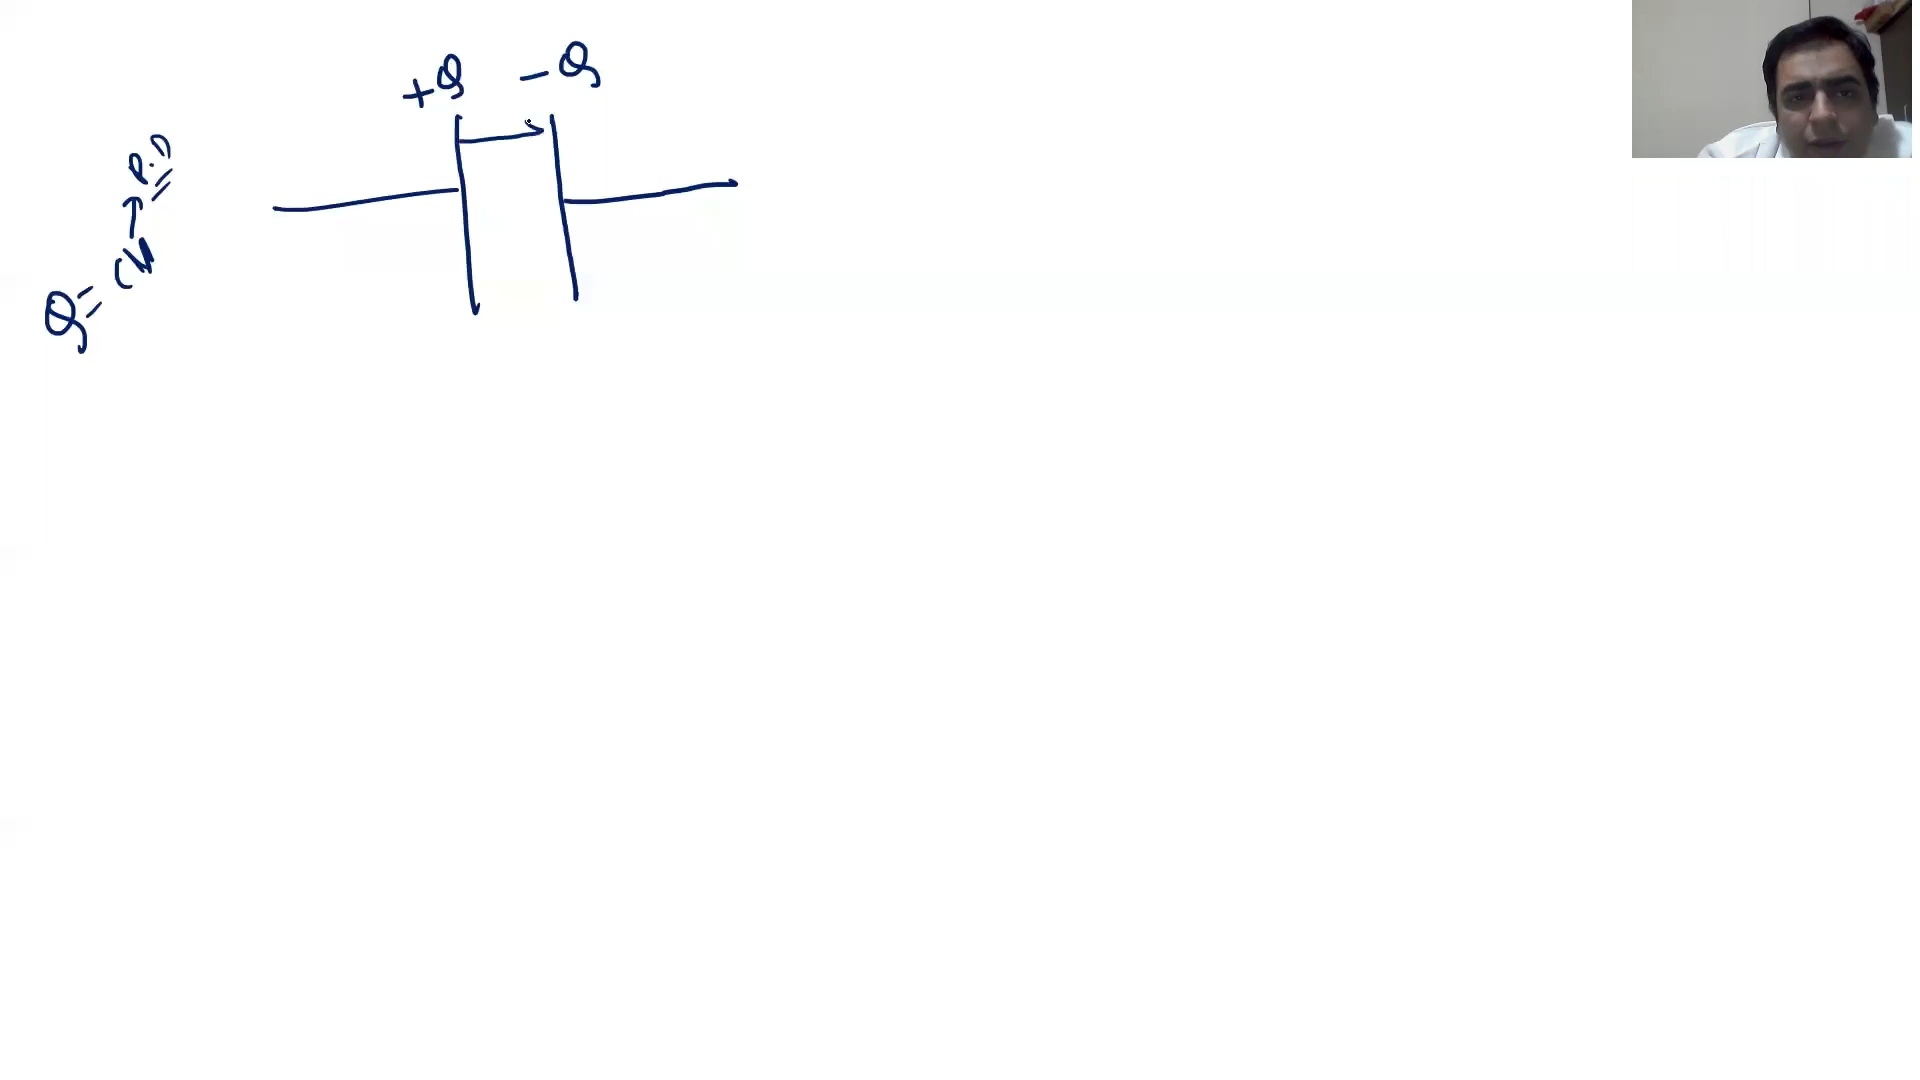 +Q -Q
P.D
Q = CV